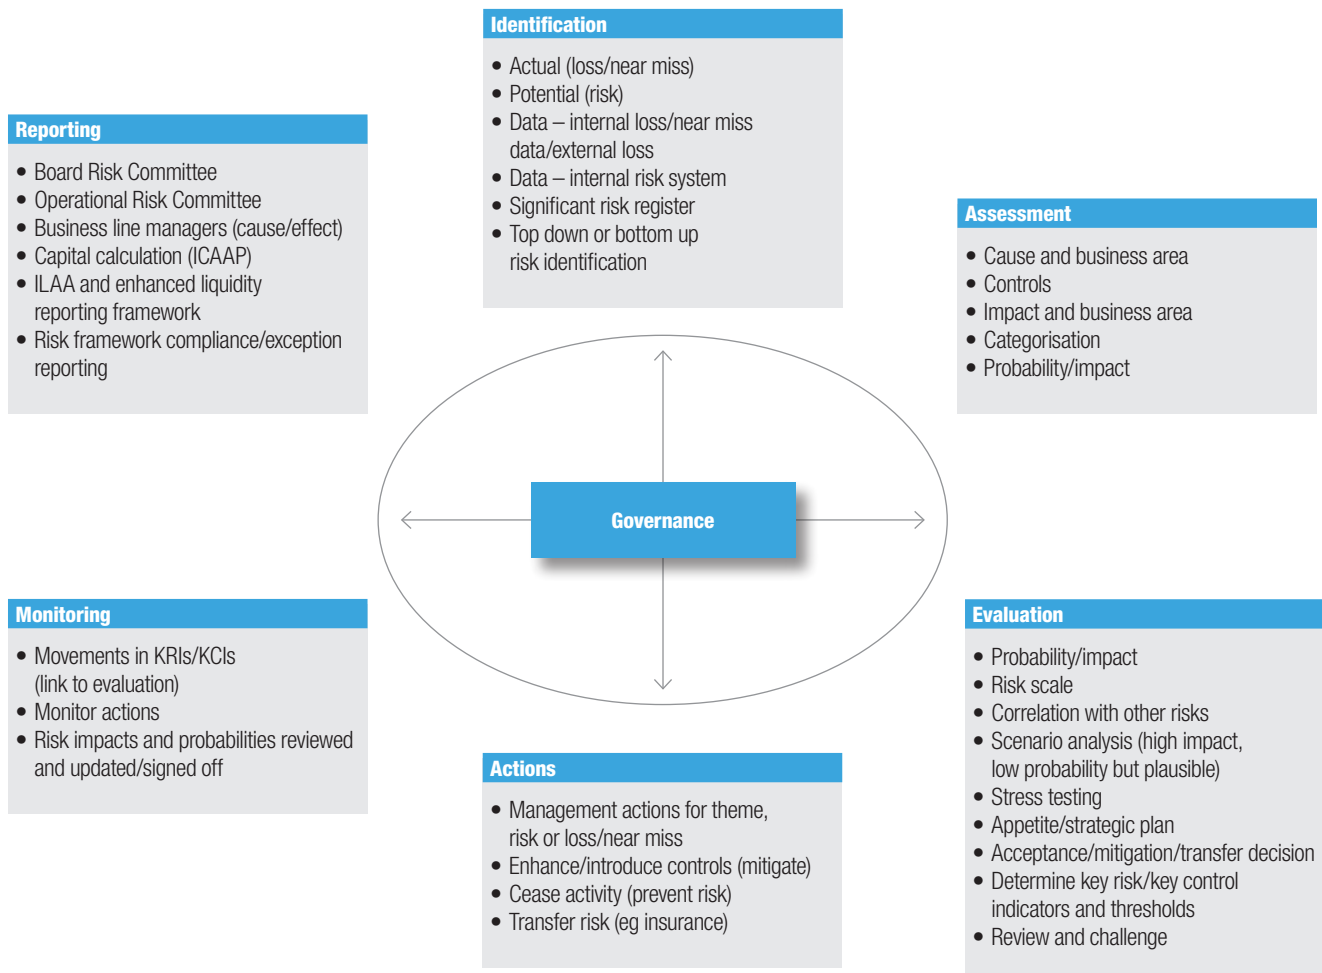 Identification
• Actual (loss/near miss)
• Potential (risk)
• Data – internal loss/near miss
data/external loss
• Data – internal risk system
• Significant risk register
• Top down or bottom up
risk identification
Reporting
• Board Risk Committee
• Operational Risk Committee
• Business line managers (cause/effect)
• Capital calculation (ICAAP)
• ILAA and enhanced liquidity
reporting framework
• Risk framework compliance/exception
reporting
Assessment
• Cause and business area
• Controls
• Impact and business area
• Categorisation
• Probability/impact
Governance
Monitoring
• Movements in KRIs/KCIs
(link to evaluation)
• Monitor actions
• Risk impacts and probabilities reviewed
and updated/signed off
Evaluation
• Probability/impact
• Risk scale
• Correlation with other risks
• Scenario analysis (high impact,
low probability but plausible)
• Stress testing
• Appetite/strategic plan
• Acceptance/mitigation/transfer decision
• Determine key risk/key control
indicators and thresholds
• Review and challenge
Actions
• Management actions for theme,
risk or loss/near miss
• Enhance/introduce controls (mitigate)
• Cease activity (prevent risk)
• Transfer risk (eg insurance)